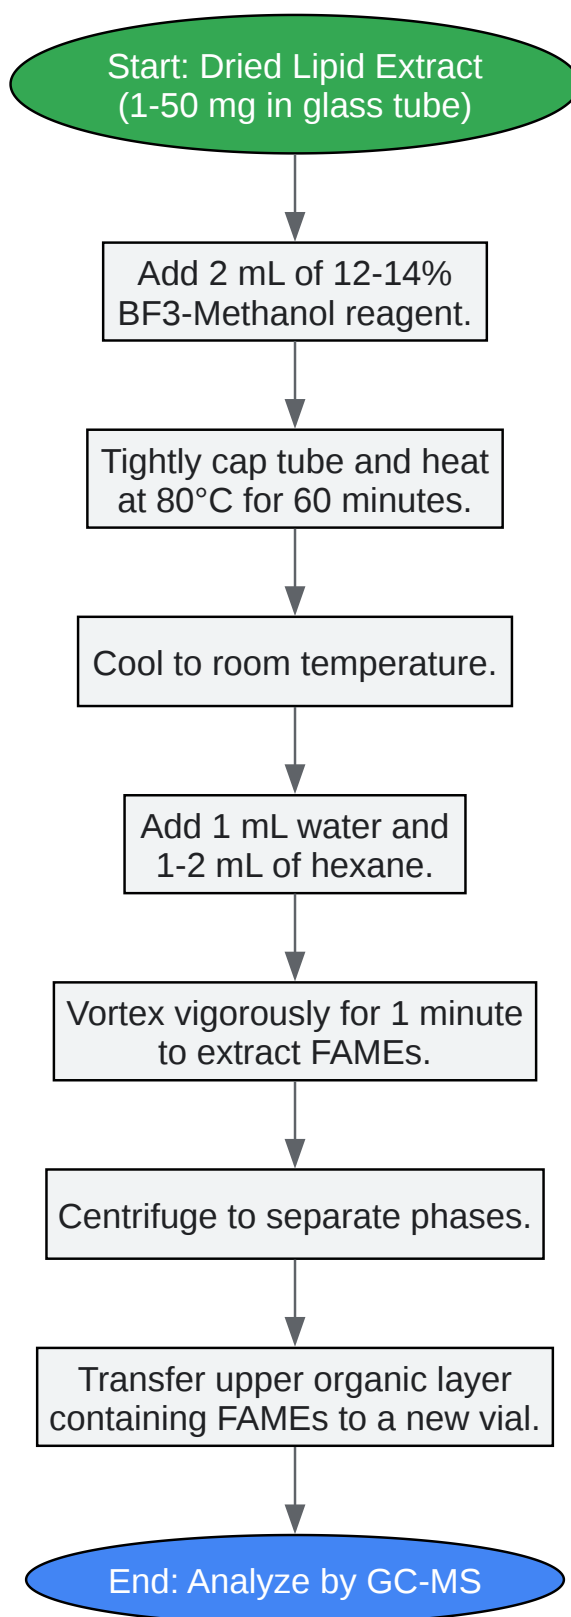 Start: Dried Lipid Extract
(1-50 mg in glass tube)
Add 2 mL of 12-14%
BF3-Methanol reagent.
Tightly cap tube and heat
at 80°C for 60 minutes.
Cool to room temperature.
Add 1 mL water and
1-2 mL of hexane.
Vortex vigorously for 1 minute
to extract FAMEs.
Centrifuge to separate phases.
Transfer upper organic layer
containing FAMEs to a new vial.
End: Analyze by GC-MS